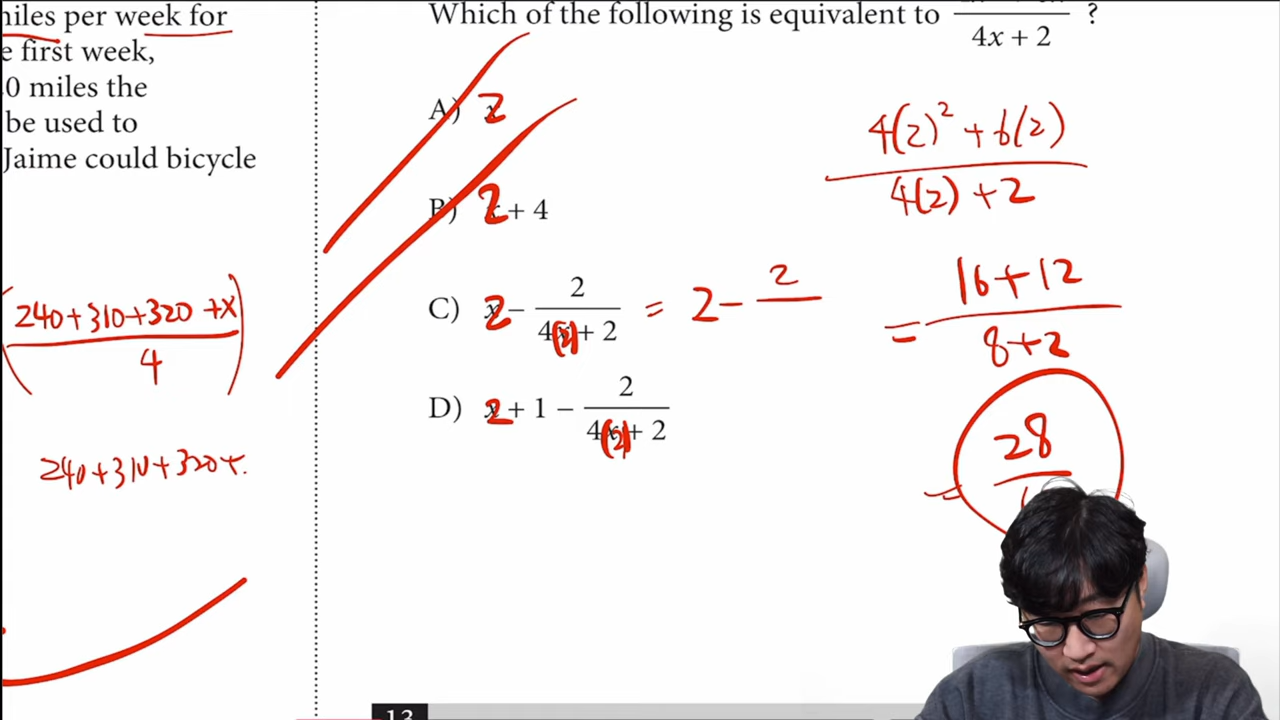 niles per week for
e first week,
.0 miles the
be used to
Jaime could bicycle
(240+310+320+x / 4)
240+310+320+.
Which of the following is equivalent to / 4x + 2 ?
A) 2
B) 2 + 4
C) 2 − 2 / 4(2) + 2 = 2 − 2 /
D) 2 + 1 − 2 / 4(2) + 2
4(2)² + 6(2) / 4(2) + 2
= 16 + 12 / 8 + 2
= 28 /
13